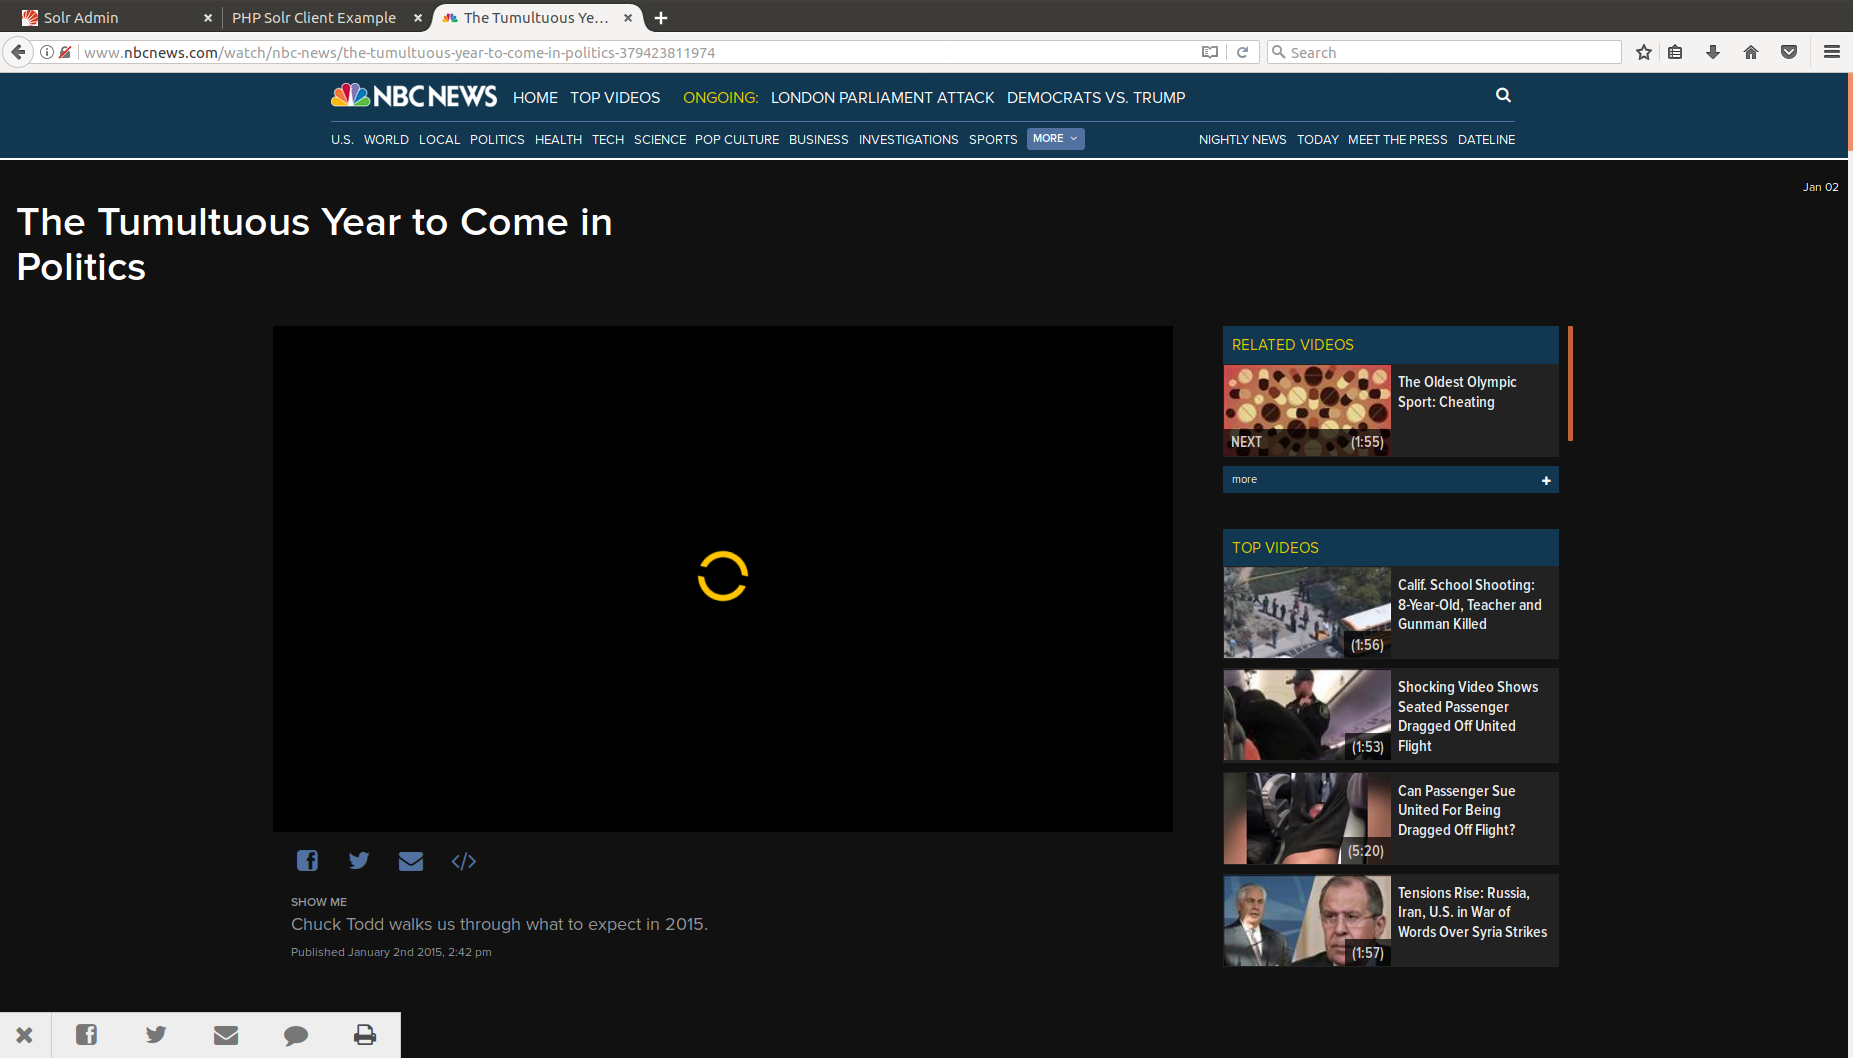 Solr Admin
PHP Solr Client Example
The Tumultuous Ye...
www.nbcnews.com/watch/nbc-news/the-tumultuous-year-to-come-in-politics-379423811974
Search
NBC NEWS HOME TOP VIDEOS ONGOING: LONDON PARLIAMENT ATTACK DEMOCRATS VS. TRUMP
U.S. WORLD LOCAL POLITICS HEALTH TECH SCIENCE POP CULTURE BUSINESS INVESTIGATIONS SPORTS MORE NIGHTLY NEWS TODAY MEET THE PRESS DATELINE
Jan 02
The Tumultuous Year to Come in
Politics
RELATED VIDEOS
The Oldest Olympic
Sport: Cheating
NEXT (1:55)
more
TOP VIDEOS
Calif. School Shooting:
8-Year-Old, Teacher and
Gunman Killed
(1:56)
Shocking Video Shows
Seated Passenger
Dragged Off United
Flight
(1:53)
Can Passenger Sue
United For Being
Dragged Off Flight?
(5:20)
Tensions Rise: Russia,
Iran, U.S. in War of
Words Over Syria Strikes
(1:57)
SHOW ME
Chuck Todd walks us through what to expect in 2015.
Published January 2nd 2015, 2:42 pm